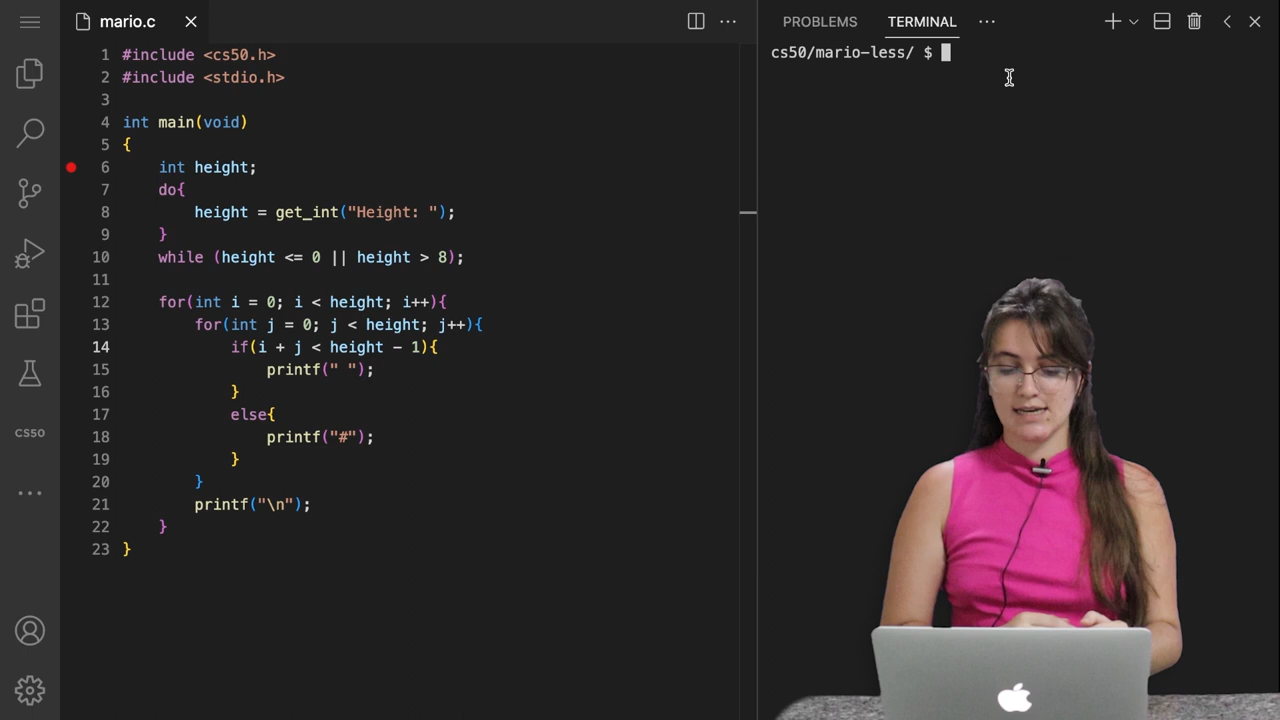 mario.c
PROBLEMS TERMINAL
1 #include <cs50.h>
2 #include <stdio.h>
3
4 int main(void)
5 {
6     int height;
7     do{
8         height = get_int("Height: ");
9     }
10     while (height <= 0 || height > 8);
11
12     for(int i = 0; i < height; i++){
13         for(int j = 0; j < height; j++){
14             if(i + j < height - 1){
15                 printf(" ");
16             }
17             else{
18                 printf("#");
19             }
20         }
21         printf("\n");
22     }
23 }
cs50/mario-less/ $
CS50